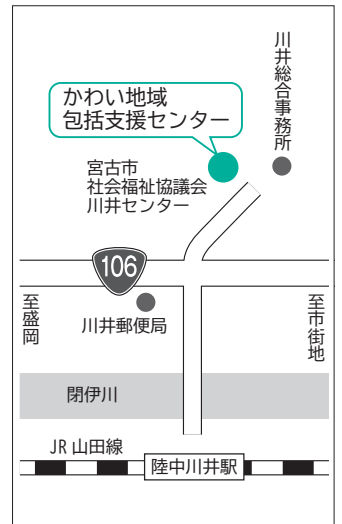 川井総合事務所
かわい地域
包括支援センター
宮古市
社会福祉協議会
川井センター
106
至盛岡
川井郵便局
至市街地
閉伊川
JR山田線
陸中川井駅